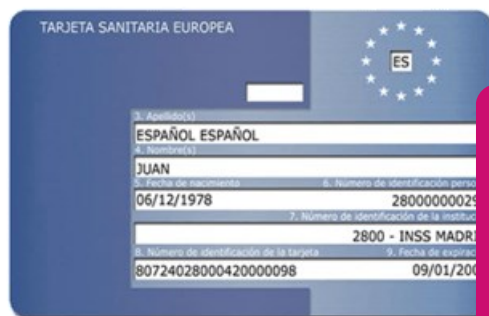 TARJETA SANITARIA EUROPEA
ES
3. Apellido(s)
ESPAÑOL ESPAÑOL
4. Nombre(s)
JUAN
5. Fecha de nacimiento 6. Número de identificación perso
06/12/1978 28000000029
7. Número de identificación de la instituc
2800 - INSS MADRI
8. Número de identificación de la tarjeta 9. Fecha de expirac
80724028000420000098 09/01/200